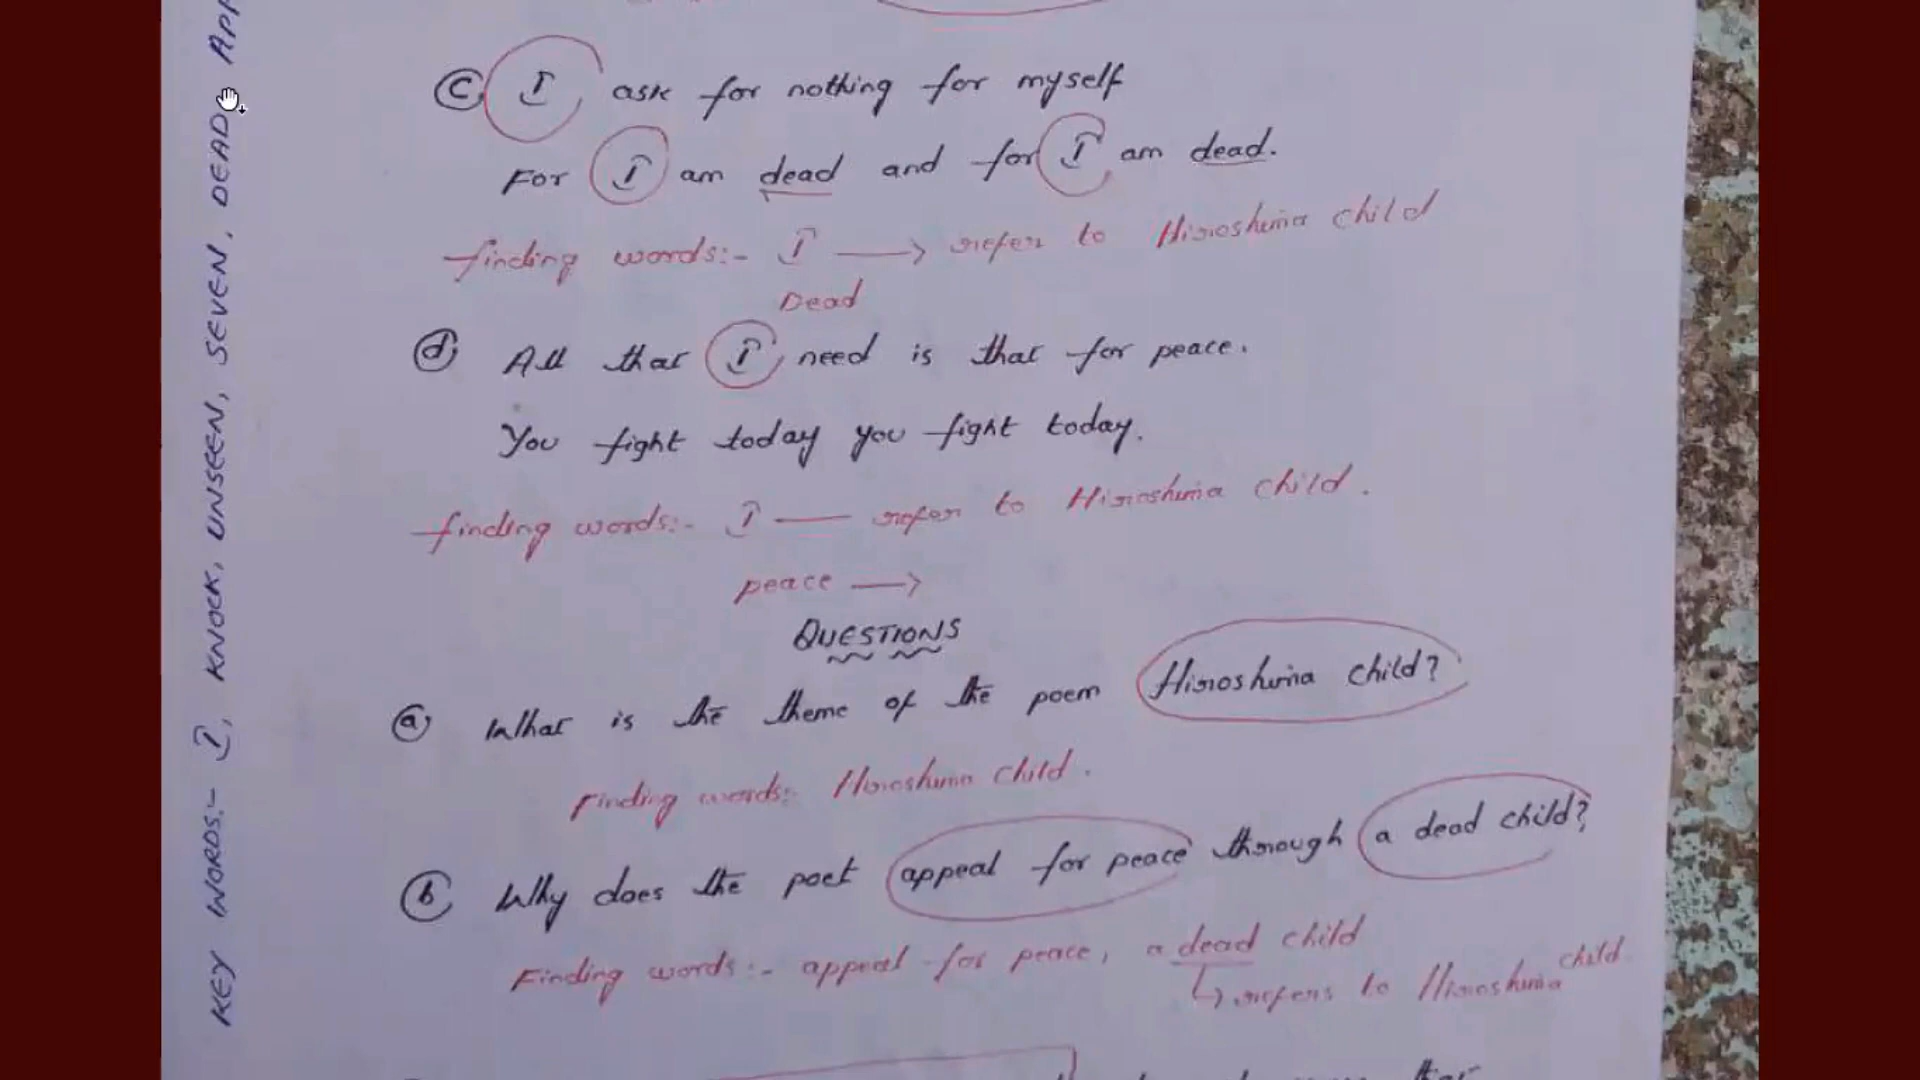 KEY WORDS:- I, KNOCK, UNSEEN, SEVEN, DEAD, APP
(c) I ask for nothing for myself
For I am dead and for I am dead.
finding words:- I → refer to Hiroshima child
Dead
(d) All that I need is that for peace.
You fight today you fight today.
finding words:- I — refer to Hiroshima child.
peace →
QUESTIONS
(a) What is the theme of the poem Hiroshima child?
Finding words: Hiroshima child.
(b) Why does the poet appeal for peace through a dead child?
Finding words:- appeal for peace, a dead child
↳ refers to Hiroshima child